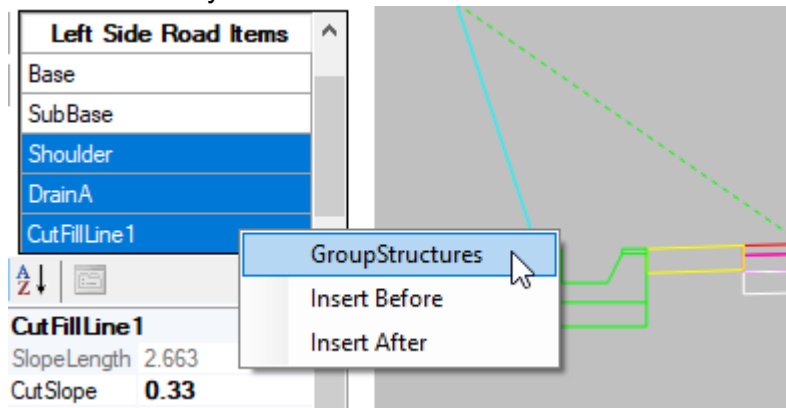 Left Side Road Items
Base
SubBase
Shoulder
DrainA
CutFillLine1
GroupStructures
Insert Before
Insert After
CutFillLine1
SlopeLength 2.663
CutSlope 0.33